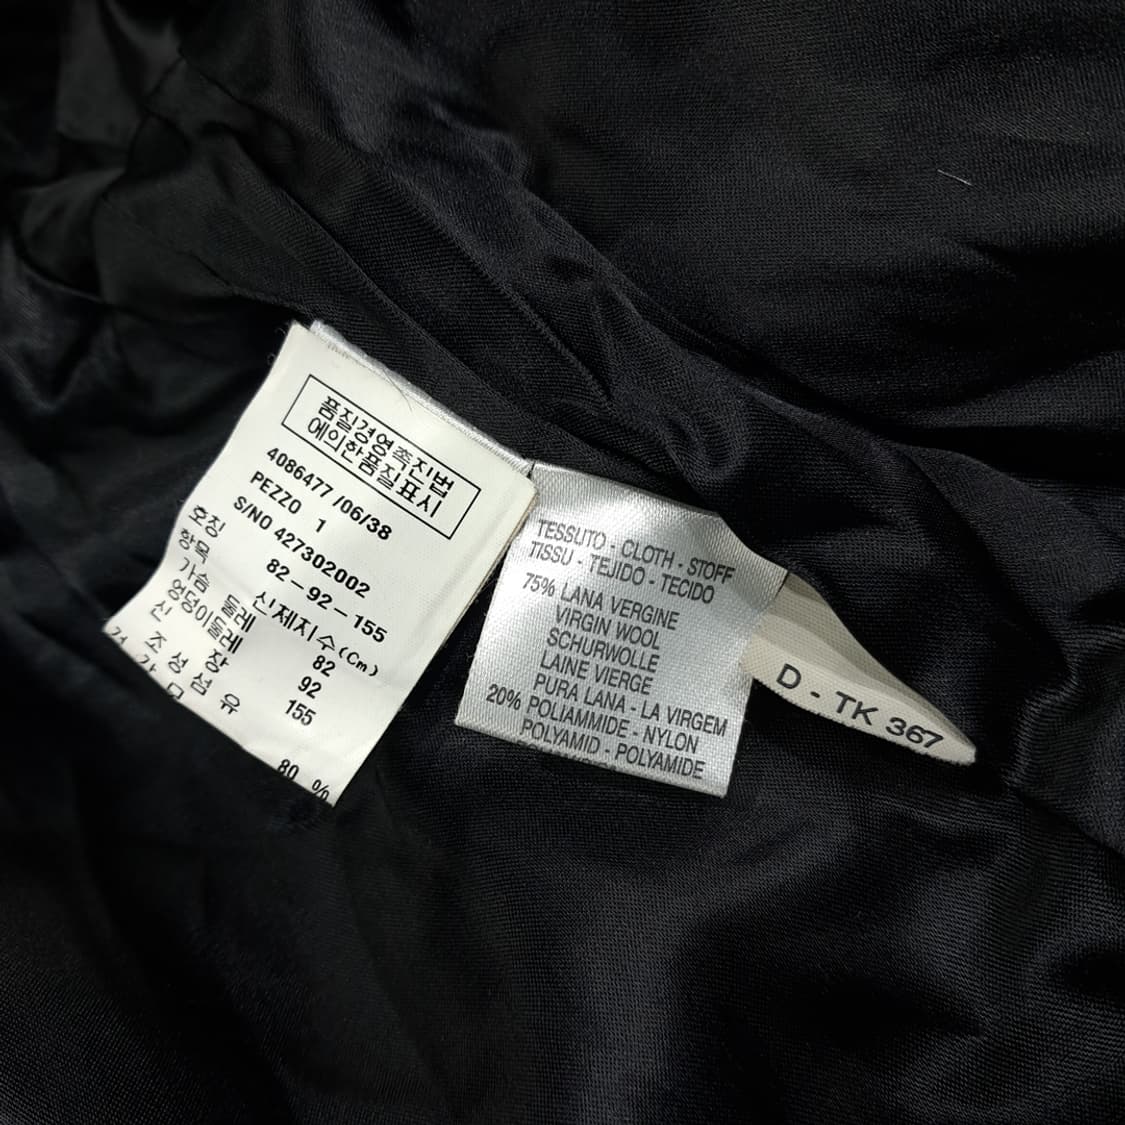 품질경영촉진법
에의한품질표시
4086477 /06/38
PEZZO 1
S/NO 427302002
호칭 82-92-155
항목 신제지수(Cm)
가슴 둘레 82
엉덩이둘레 92
신 장 155
조 성 섬 유
80 %
TESSUTO - CLOTH - STOFF
TISSU - TEJIDO - TECIDO
75% LANA VERGINE
VIRGIN WOOL
SCHURWOLLE
LAINE VIERGE
PURA LANA - LA VIRGEM
20% POLIAMMIDE - NYLON
POLYAMID - POLYAMIDE
D - TK 367